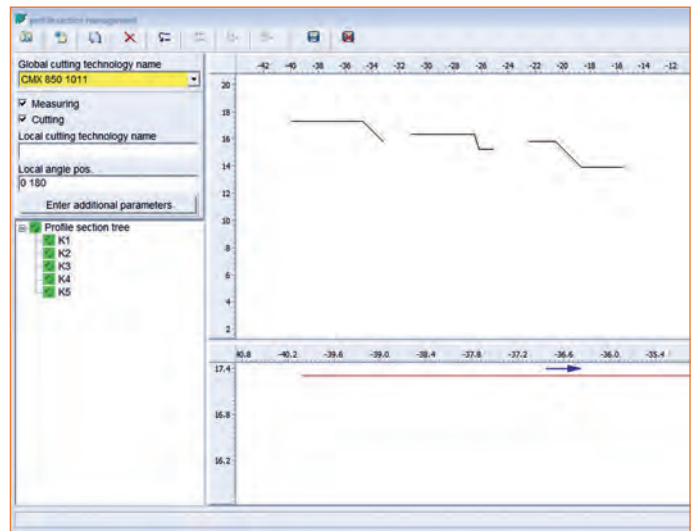 profile section management
Global cutting technology name
CMX 850 1011
Measuring
Cutting
Local cutting technology name
Local angle pos.
0 180
Enter additional parameters
Profile section tree
K1
K2
K3
K4
K5
-42 -40 -38 -36 -34 -32 -30 -28 -26 -24 -22 -20 -18 -16 -14 -12
20
18
16
14
12
10
8
6
4
2
30.8 -40.2 -39.6 -39.0 -38.4 -37.8 -37.2 -36.6 -36.0 -35.4
17.4
16.8
16.2